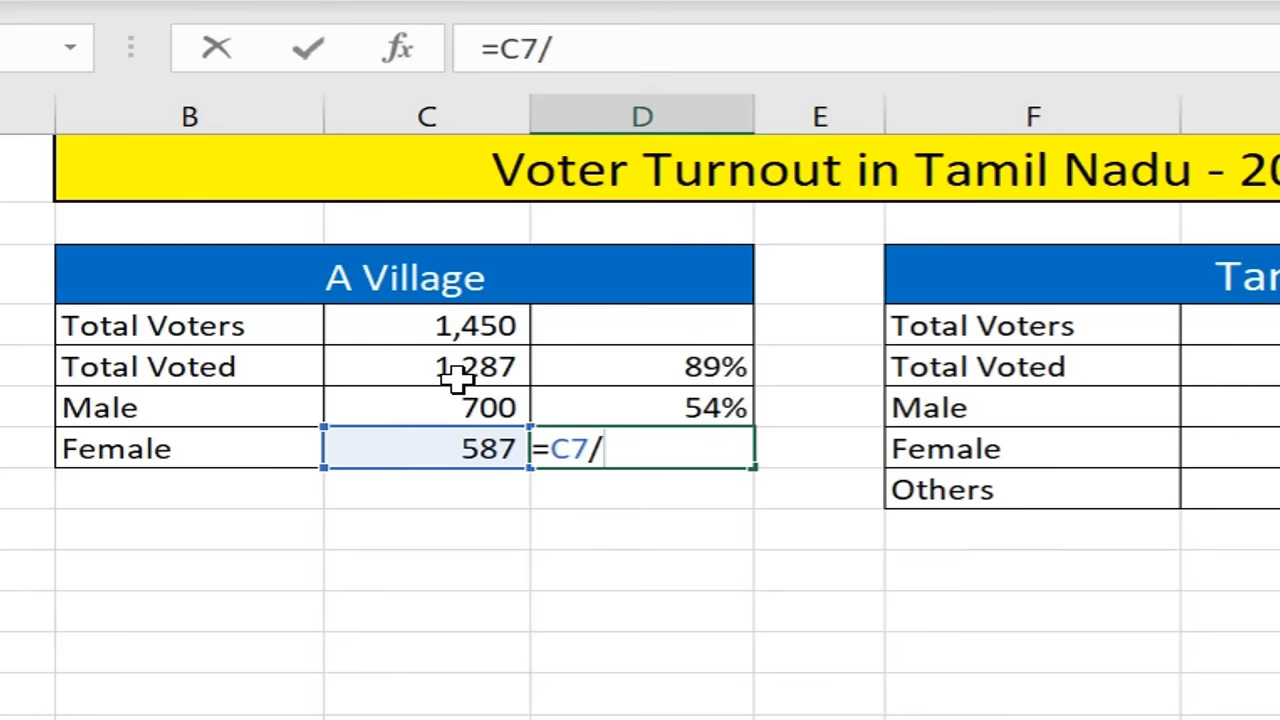 =C7/
B C D E F
Voter Turnout in Tamil Nadu - 20
A Village
Total Voters 1,450
Total Voted 1,287 89%
Male 700 54%
Female 587 =C7/
Total Voters
Total Voted
Male
Female
Others